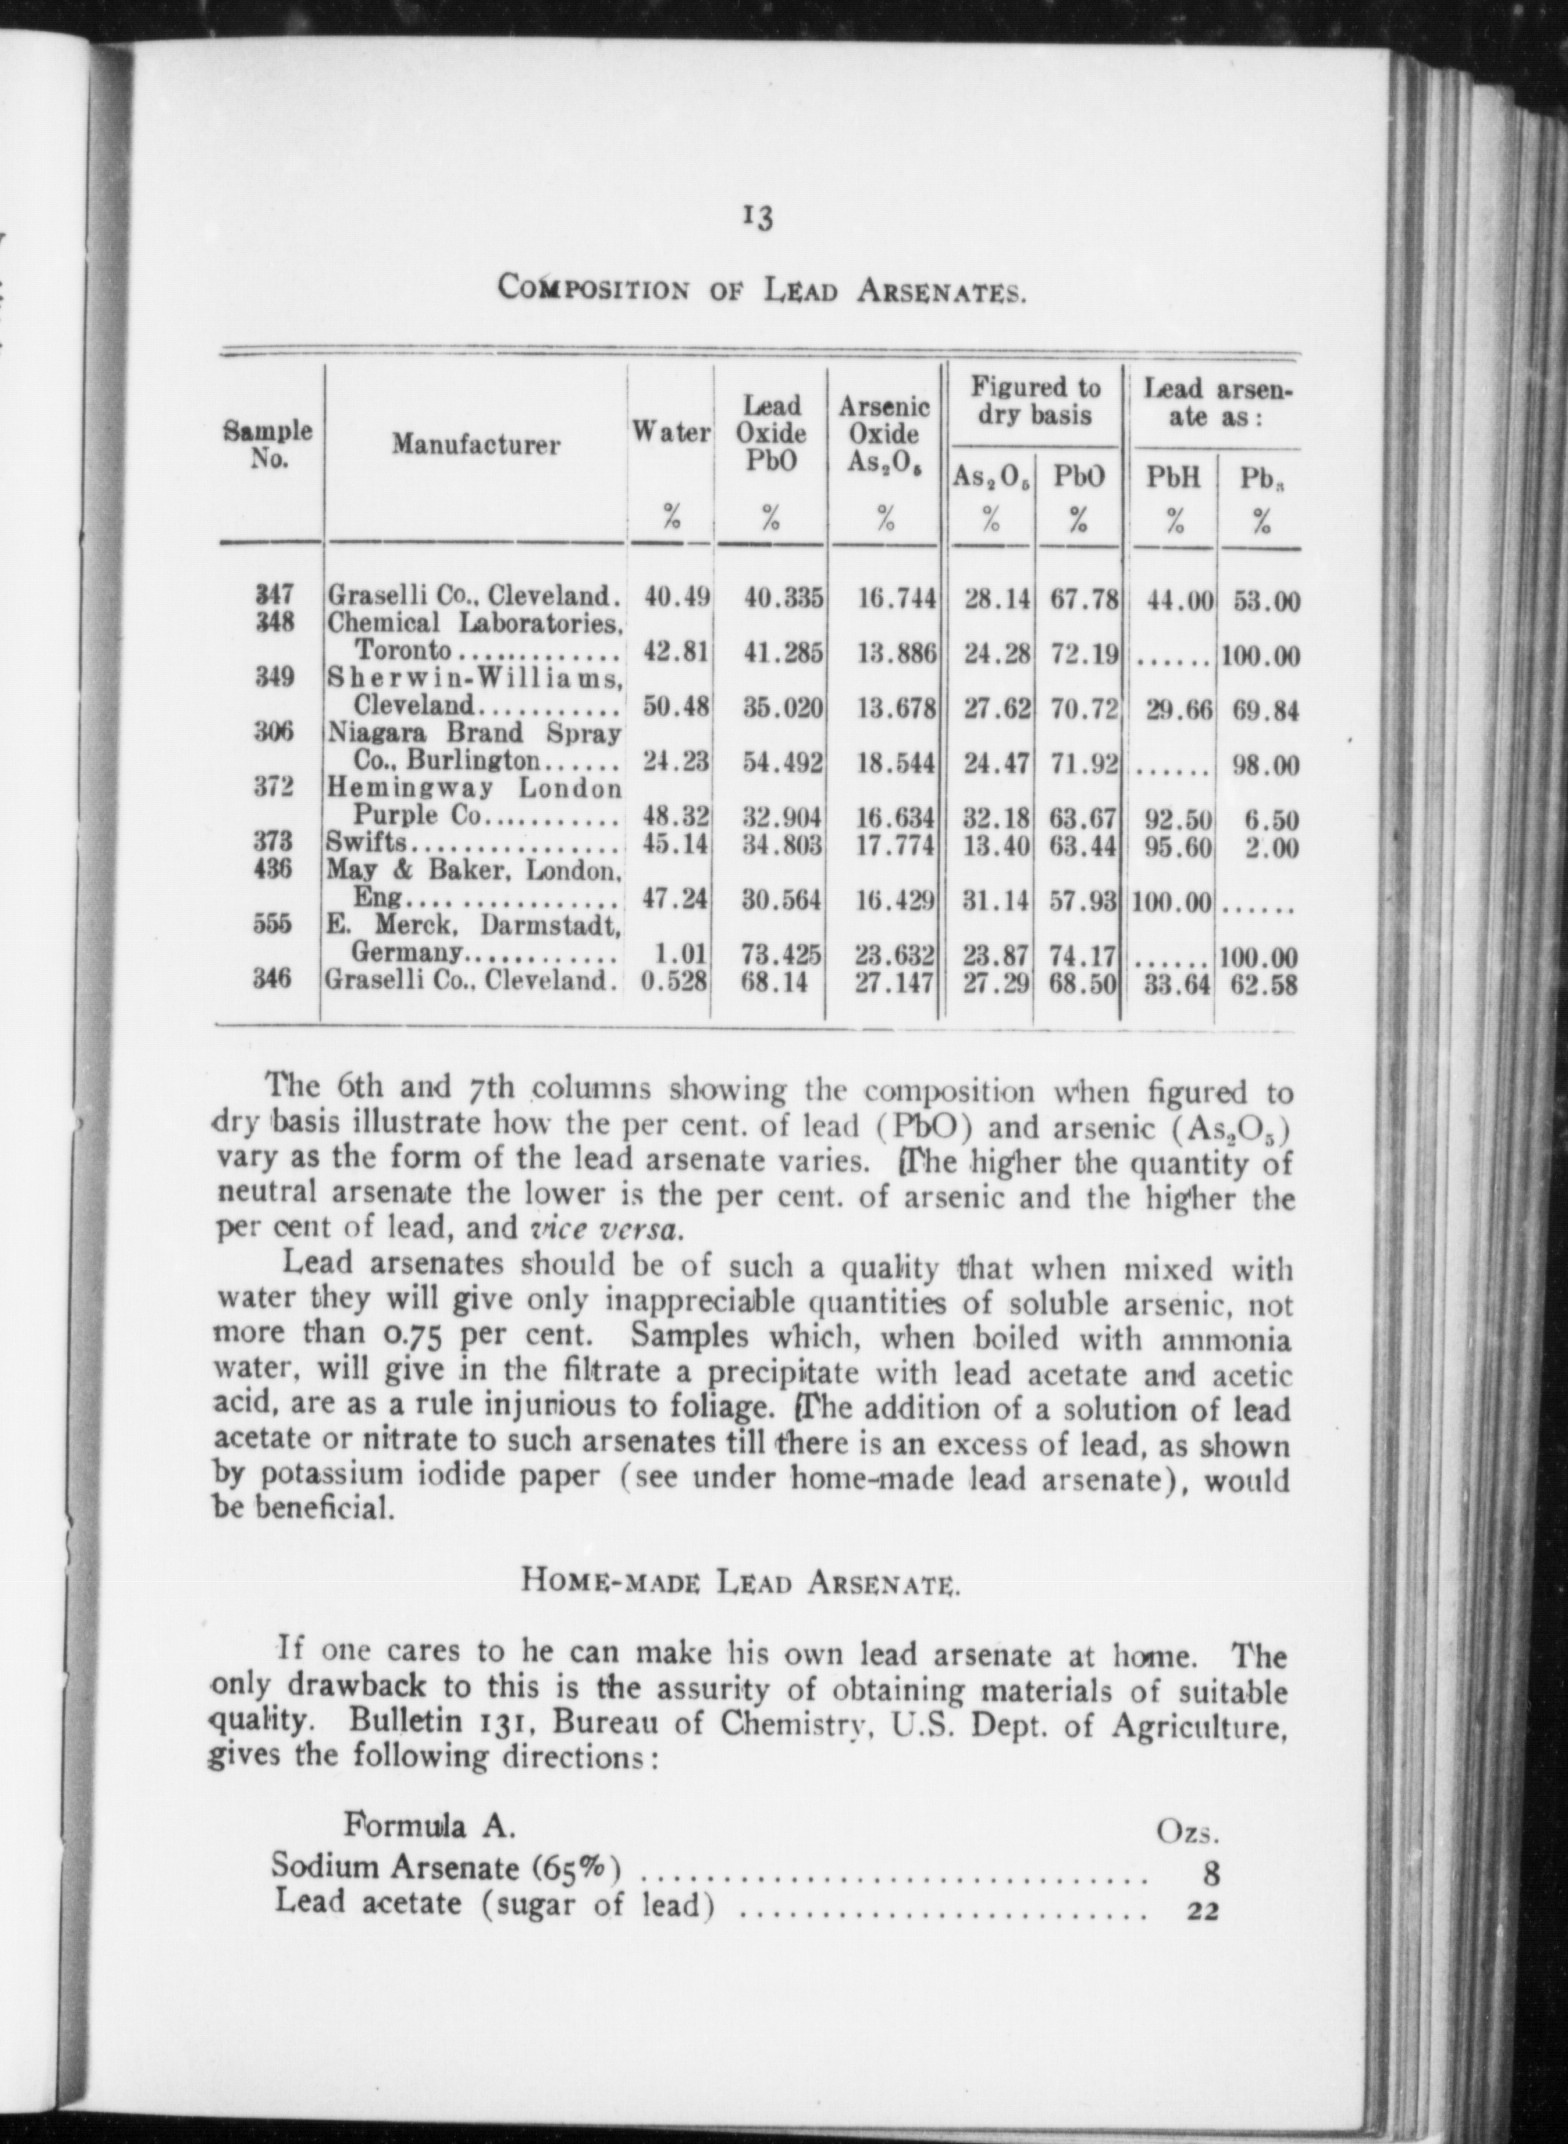 13
COMPOSITION OF LEAD ARSENATES.
Sample No. | Manufacturer | Water % | Lead Oxide PbO % | Arsenic Oxide As₂O₅ % | Figured to dry basis As₂O₅ % | PbO % | Lead arsen-ate as: PbH % | Pb₃ %
347 Graselli Co., Cleveland. 40.49 40.335 16.744 28.14 67.78 44.00 53.00
348 Chemical Laboratories,
Toronto ............. 42.81 41.285 13.886 24.28 72.19 ...... 100.00
349 Sherwin-Williams,
Cleveland........... 50.48 35.020 13.678 27.62 70.72 29.66 69.84
306 Niagara Brand Spray
Co., Burlington...... 24.23 54.492 18.544 24.47 71.92 ...... 98.00
372 Hemingway London
Purple Co........... 48.32 32.904 16.634 32.18 63.67 92.50 6.50
373 Swifts................ 45.14 34.803 17.774 13.40 63.44 95.60 2.00
436 May & Baker, London,
Eng................ 47.24 30.564 16.429 31.14 57.93 100.00 ......
555 E. Merck, Darmstadt,
Germany............ 1.01 73.425 23.632 23.87 74.17 ...... 100.00
346 Graselli Co., Cleveland. 0.528 68.14 27.147 27.29 68.50 33.64 62.58
The 6th and 7th columns showing the composition when figured to
dry basis illustrate how the per cent. of lead (PbO) and arsenic (As₂O₅)
vary as the form of the lead arsenate varies. (The higher the quantity of
neutral arsenate the lower is the per cent. of arsenic and the higher the
per cent of lead, and vice versa.
Lead arsenates should be of such a quality that when mixed with
water they will give only inappreciable quantities of soluble arsenic, not
more than 0.75 per cent. Samples which, when boiled with ammonia
water, will give in the filtrate a precipitate with lead acetate and acetic
acid, are as a rule injurious to foliage. (The addition of a solution of lead
acetate or nitrate to such arsenates till there is an excess of lead, as shown
by potassium iodide paper (see under home-made lead arsenate), would
be beneficial.
HOME-MADE LEAD ARSENATE.
If one cares to he can make his own lead arsenate at home. The
only drawback to this is the assurity of obtaining materials of suitable
quality. Bulletin 131, Bureau of Chemistry, U.S. Dept. of Agriculture,
gives the following directions:
Formula A. Ozs.
Sodium Arsenate (65%) ............................... 8
Lead acetate (sugar of lead) ......................... 22